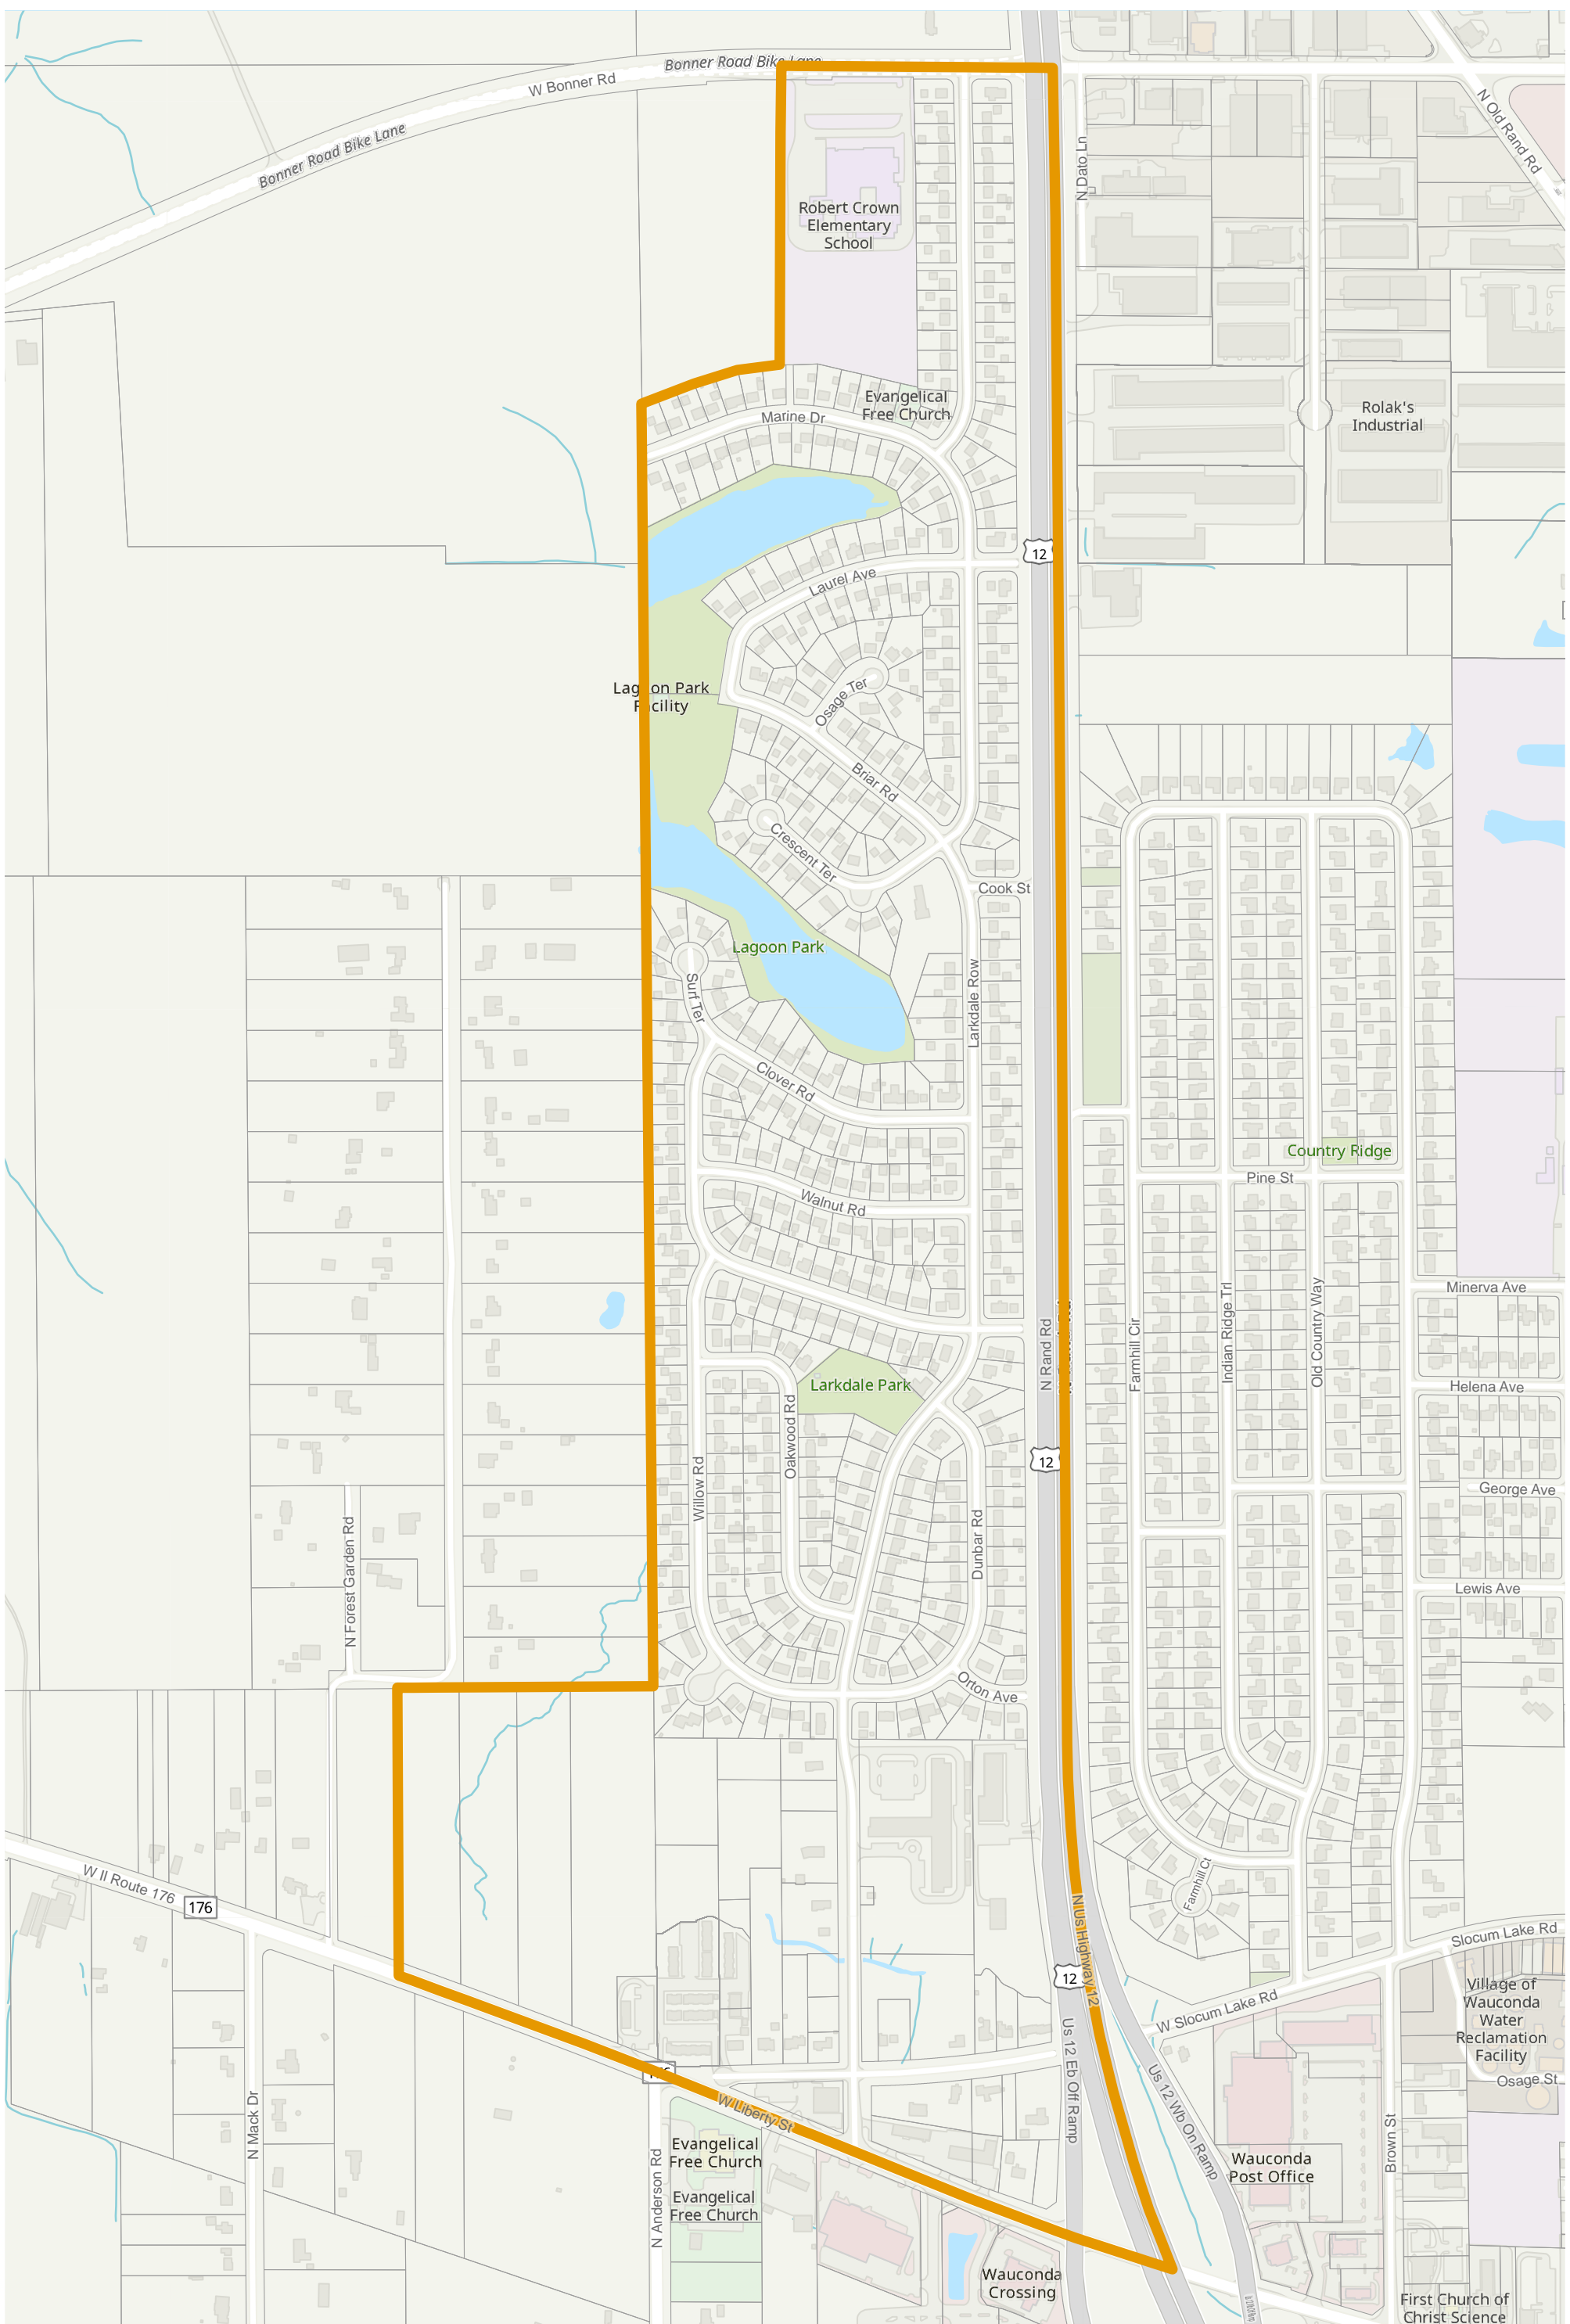 Bonner Road Bike Lane
W Bonner Rd
Bonner Road Bike Lane
N Old Rand Rd
N Dato Ln
Robert Crown
Elementary
School
Evangelical
Free Church
Marine Dr
Rolak's
Industrial
12
Laurel Ave
Lagoon Park
Facility
Osage Ter
Briar Rd
Crescent Ter
Cook St
Lagoon Park
Surf Ter
Larkdale Row
Clover Rd
Country Ridge
Pine St
Walnut Rd
Minerva Ave
N Rand Rd
Farmhill Cir
Indian Ridge Trl
Old Country Way
Larkdale Park
Helena Ave
Oakwood Rd
Willow Rd
12
George Ave
Dunbar Rd
N Forest Garden Rd
Lewis Ave
Orton Ave
W Il Route 176
176
Farmhill Ct
N Us Highway 12
Slocum Lake Rd
12
Village of
Wauconda
Water
Reclamation
Facility
W Slocum Lake Rd
Us 12 Eb Off Ramp
Us 12 Wb On Ramp
Osage St
N Mack Dr
W Liberty St
Brown St
Evangelical
Free Church
Wauconda
Post Office
N Anderson Rd
Evangelical
Free Church
Wauconda
Crossing
First Church of
Christ Science